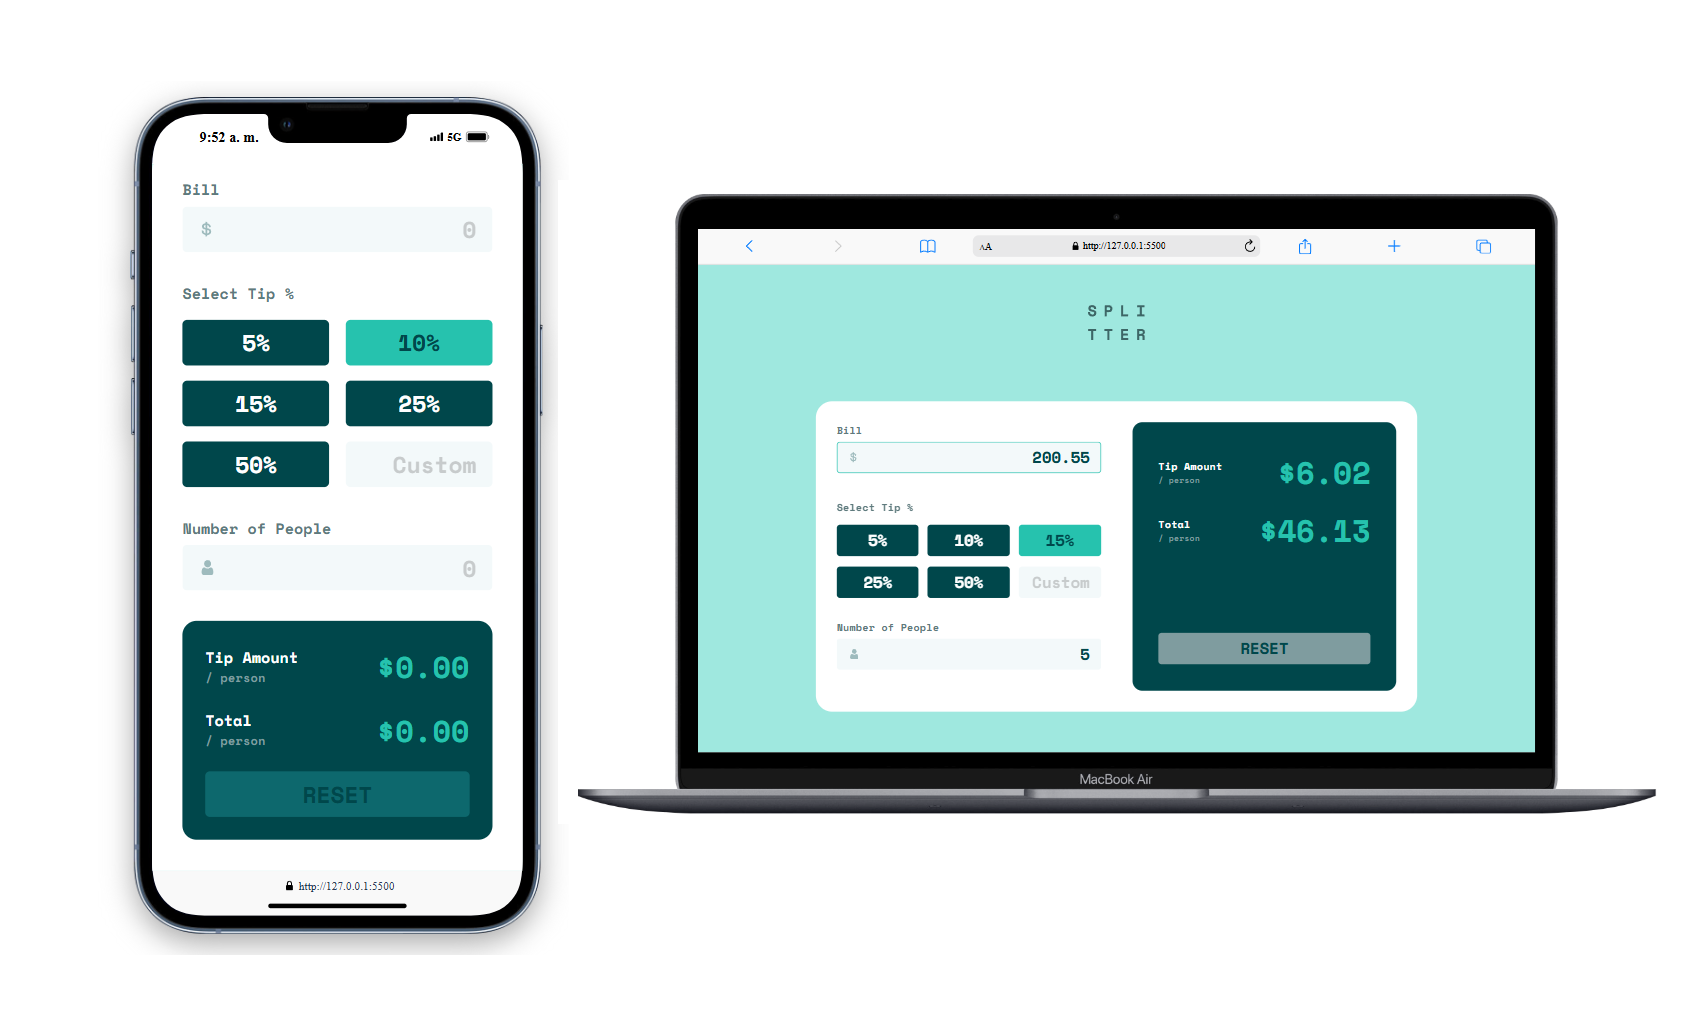 9:52 a. m.
5G
Bill
$ 0
Select Tip %
5% 10%
15% 25%
50% Custom
Number of People
0
Tip Amount $0.00
/ person
Total $0.00
/ person
RESET
http://127.0.0.1:5500
AA http://127.0.0.1:5500
SPLI
TTER
Bill
$ 200.55
Select Tip %
5% 10% 15%
25% 50% Custom
Number of People
5
Tip Amount $6.02
/ person
Total $46.13
/ person
RESET
MacBook Air